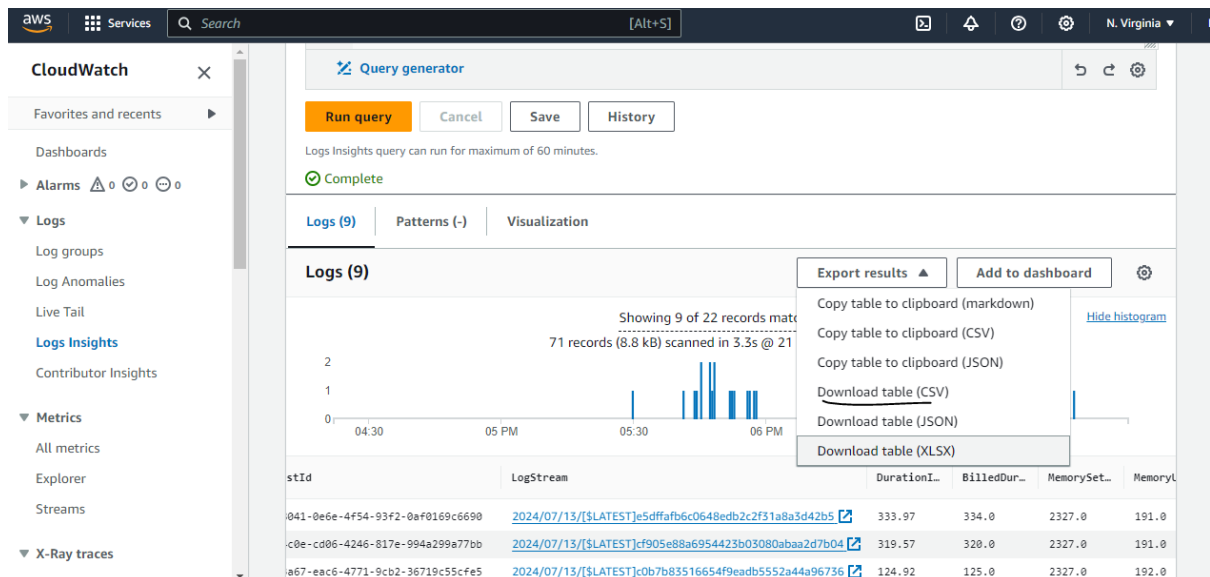 aws
Services
Search
[Alt+S]
N. Virginia
CloudWatch
Favorites and recents
Dashboards
Alarms 0 0 0
Logs
Log groups
Log Anomalies
Live Tail
Logs Insights
Contributor Insights
Metrics
All metrics
Explorer
Streams
X-Ray traces
Query generator
Run query Cancel Save History
Logs Insights query can run for maximum of 60 minutes.
Complete
Logs (9) Patterns (-) Visualization
Logs (9)
Export results Add to dashboard
Copy table to clipboard (markdown)
Copy table to clipboard (CSV)
Copy table to clipboard (JSON)
Download table (CSV)
Download table (JSON)
Download table (XLSX)
Showing 9 of 22 records matc
Hide histogram
71 records (8.8 kB) scanned in 3.3s @ 21
2
1
0
04:30 05 PM 05:30 06 PM
stId LogStream DurationI... BilledDur... MemorySet... MemoryU
041-0e6e-4f54-93f2-0af0169c6690 2024/07/13/[$LATEST]e5dffafb6c0648edb2c2f31a8a3d42b5 333.97 334.0 2327.0 191.0
c0e-cd06-4246-817e-994a299a77bb 2024/07/13/[$LATEST]cf905e88a6954423b03080abaa2d7b04 319.57 320.0 2327.0 191.0
a67-eac6-4771-9cb2-36719c55cfe5 2024/07/13/[$LATEST]c0b7b83516654f9eadb5552a44a96736 124.92 125.0 2327.0 192.0